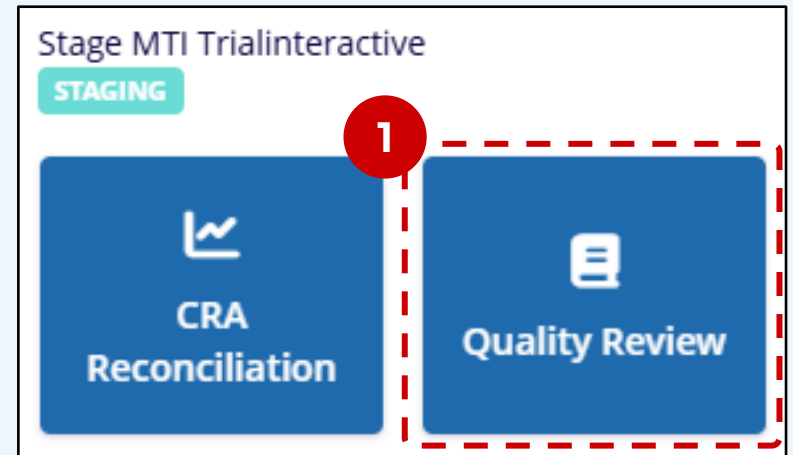 Stage MTI Trialinteractive
STAGING
1
CRA
Reconciliation
Quality Review